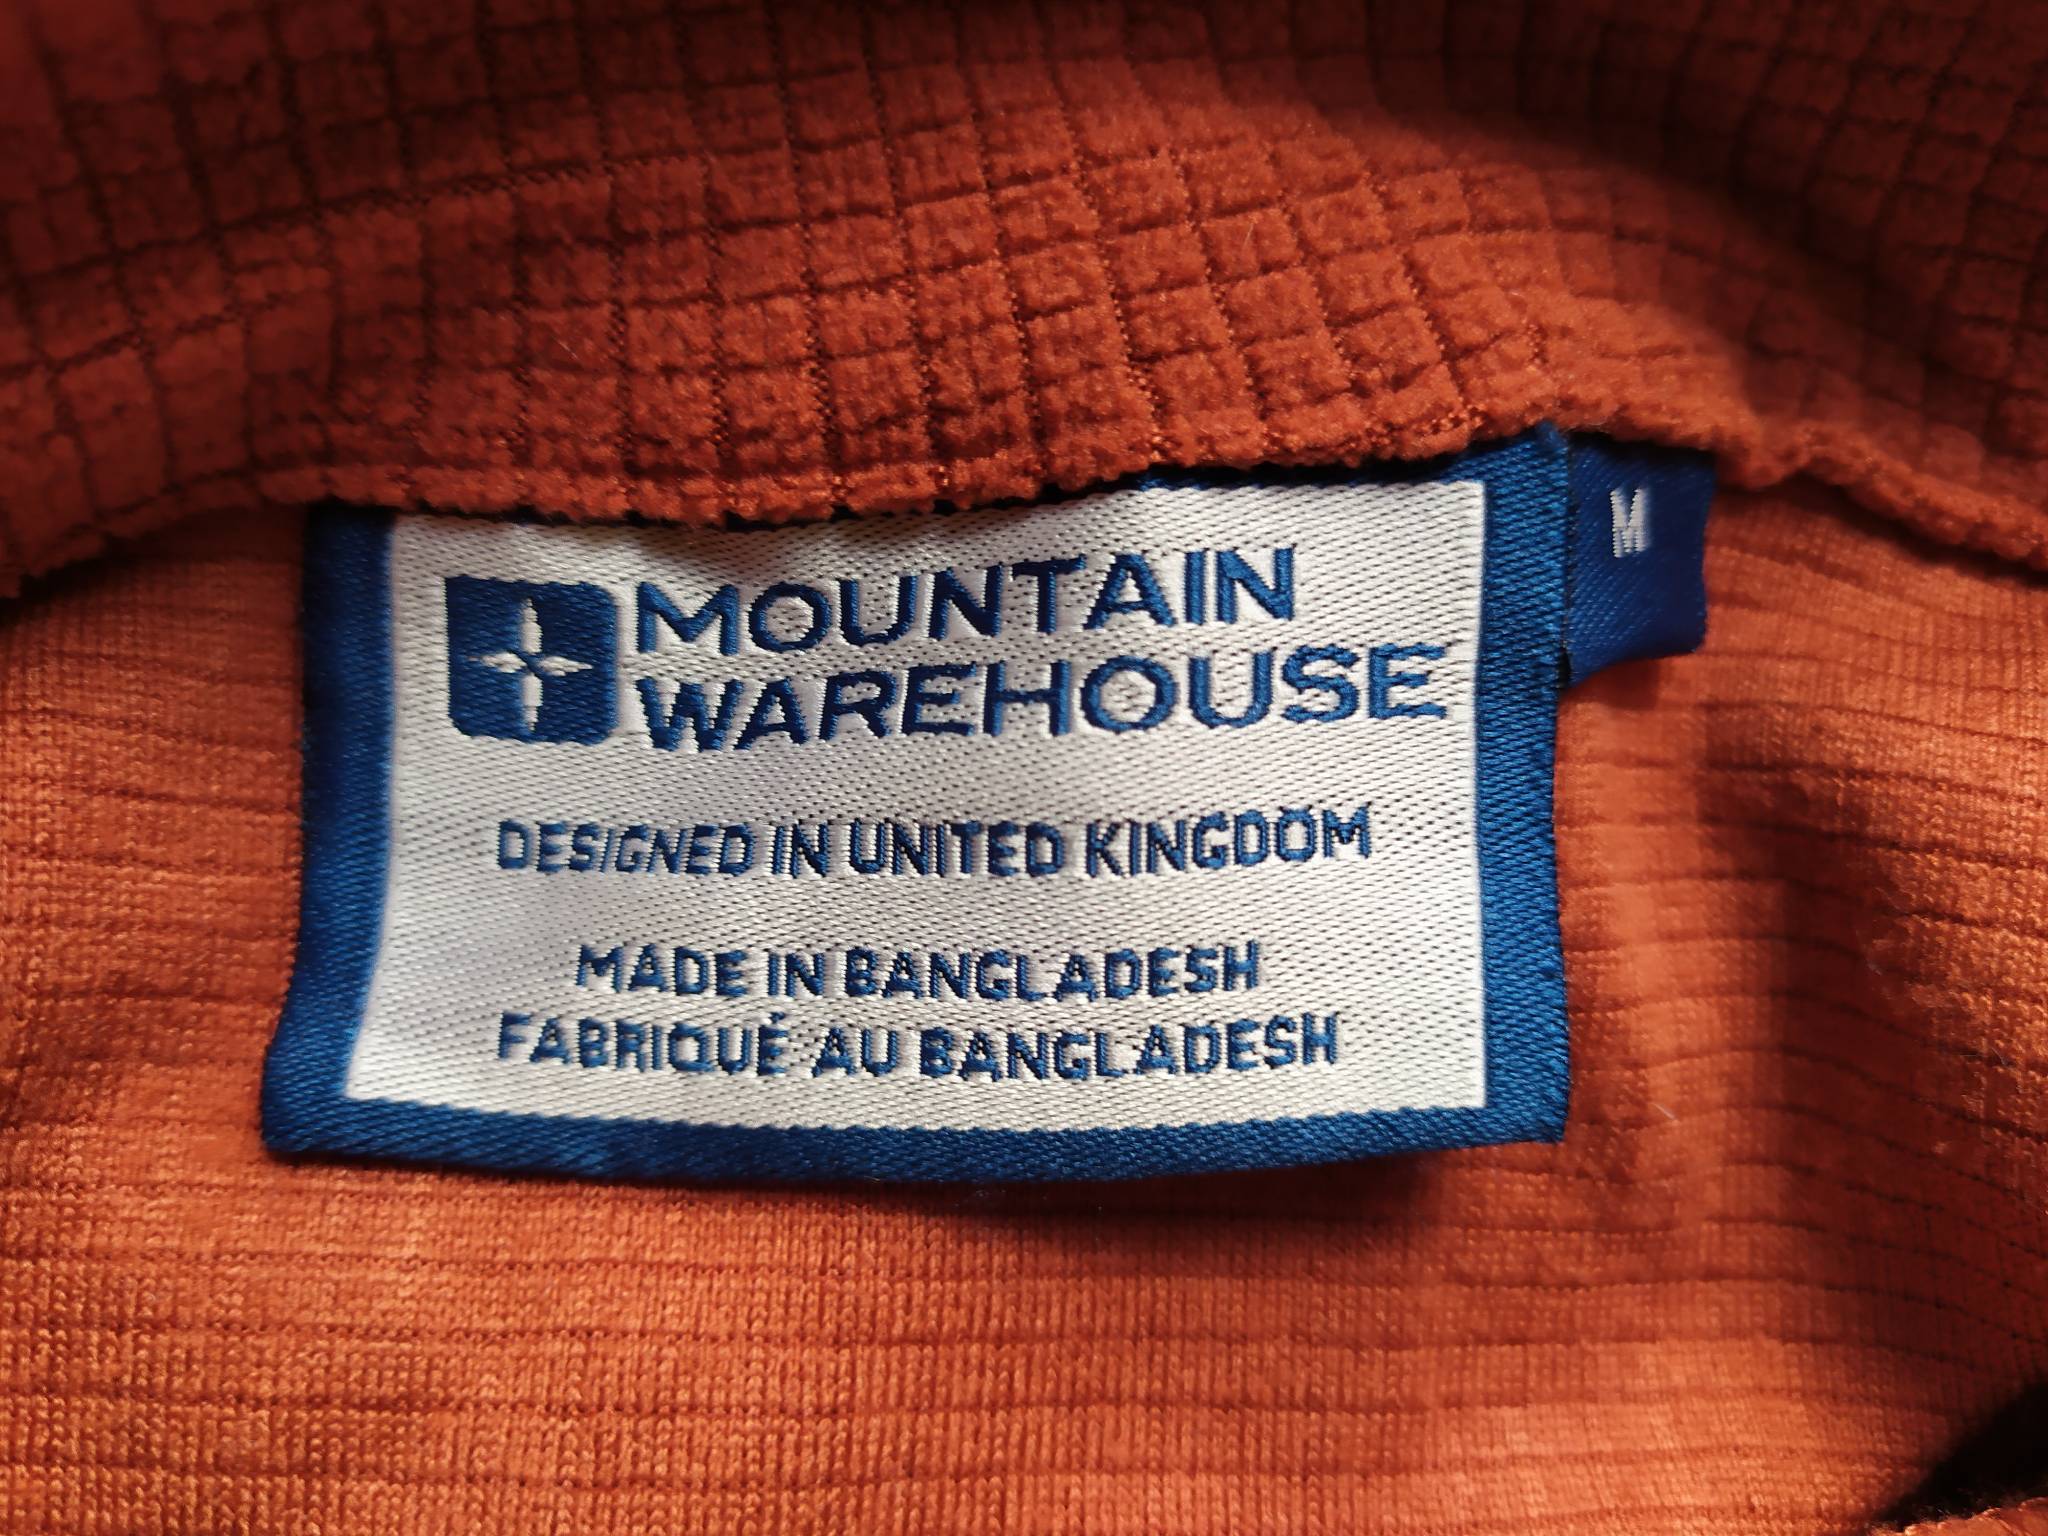 MOUNTAIN
WAREHOUSE
M
DESIGNED IN UNITED KINGDOM
MADE IN BANGLADESH
FABRIQUÉ AU BANGLADESH